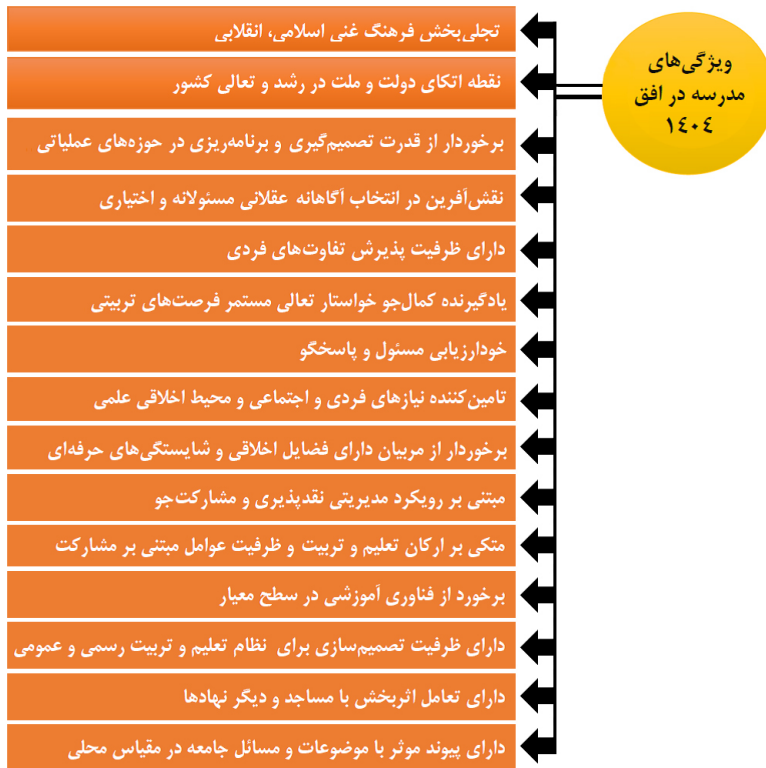 ویژگی‌های
مدرسه در افق
١٤٠٤
تجلی‌بخش فرهنگ غنی اسلامی، انقلابی
نقطه اتکای دولت و ملت در رشد و تعالی کشور
برخوردار از قدرت تصمیم‌گیری و برنامه‌ریزی در حوزه‌های عملیاتی
نقش‌آفرین در انتخاب آگاهانه عقلانی مسئولانه و اختیاری
دارای ظرفیت پذیرش تفاوت‌های فردی
یادگیرنده کمال‌جو خواستار تعالی مستمر فرصت‌های تربیتی
خودارزیابی مسئول و پاسخگو
تامین‌کننده نیازهای فردی و اجتماعی و محیط اخلاقی علمی
برخوردار از مربیان دارای فضایل اخلاقی و شایستگی‌های حرفه‌ای
مبتنی بر رویکرد مدیریتی نقدپذیری و مشارکت‌جو
متکی بر ارکان تعلیم و تربیت و ظرفیت عوامل مبتنی بر مشارکت
برخورد از فناوری آموزشی در سطح معیار
دارای ظرفیت تصمیم‌سازی برای نظام تعلیم و تربیت رسمی و عمومی
دارای تعامل اثربخش با مساجد و دیگر نهادها
دارای پیوند موثر با موضوعات و مسائل جامعه در مقیاس محلی